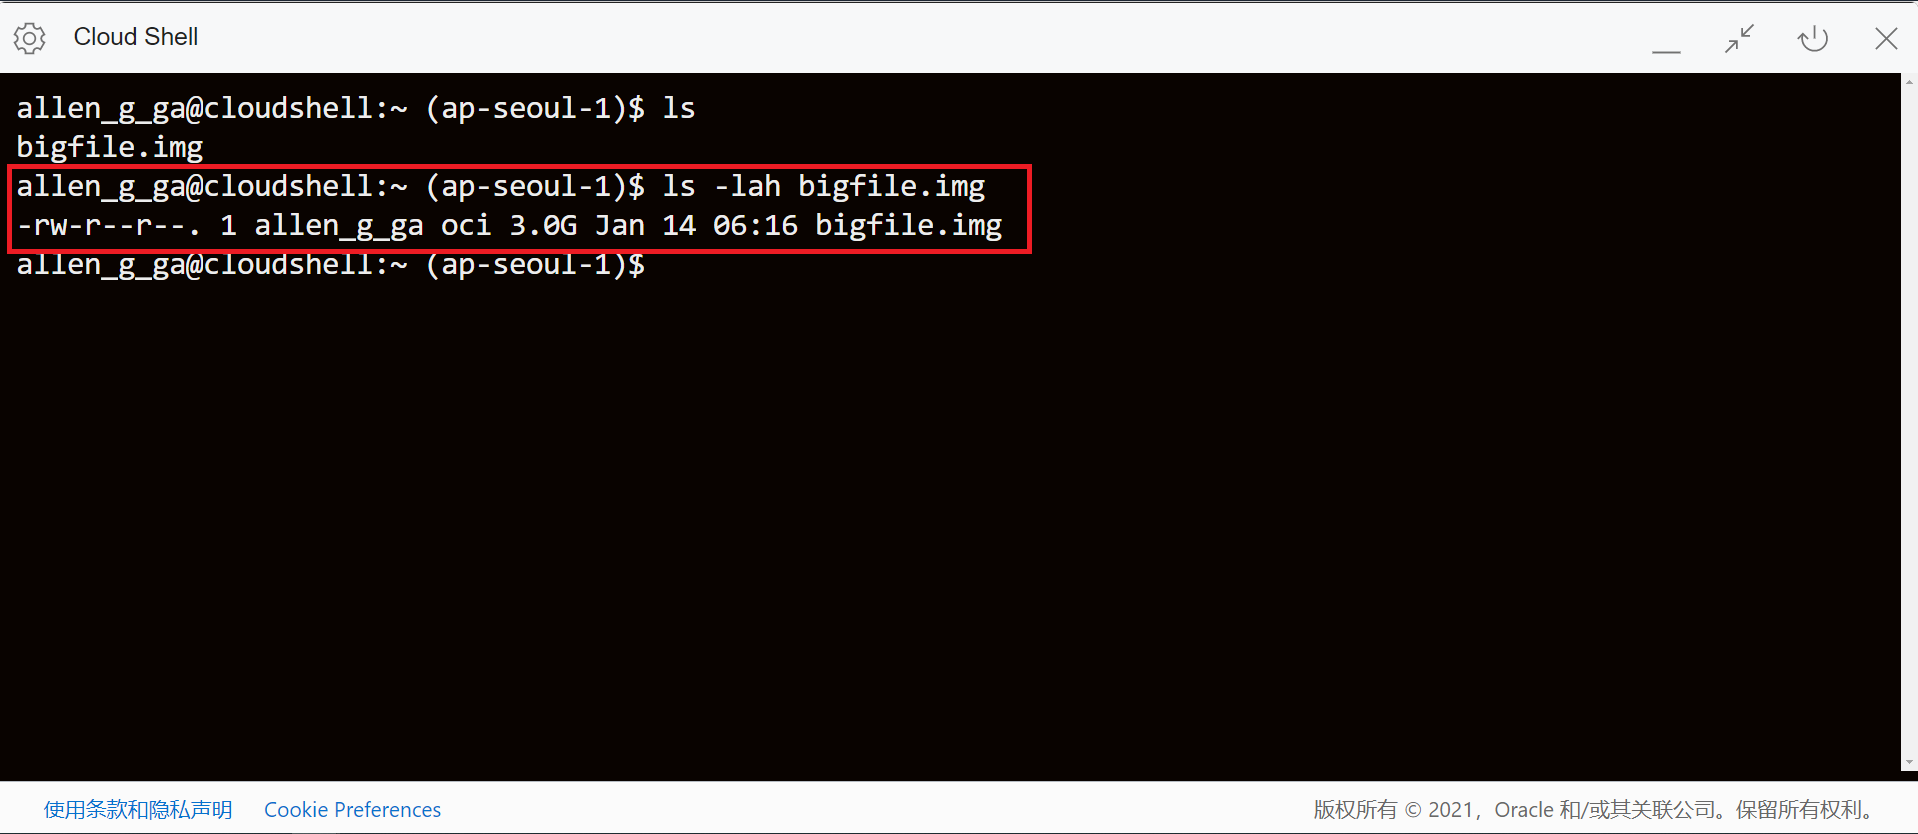 Cloud Shell
allen_g_ga@cloudshell:~ (ap-seoul-1)$ ls
bigfile.img
allen_g_ga@cloudshell:~ (ap-seoul-1)$ ls -lah bigfile.img
-rw-r--r--. 1 allen_g_ga oci 3.0G Jan 14 06:16 bigfile.img
allen_g_ga@cloudshell:~ (ap-seoul-1)$
使用条款和隐私声明 Cookie Preferences 版权所有 © 2021，Oracle 和/或其关联公司。保留所有权利。